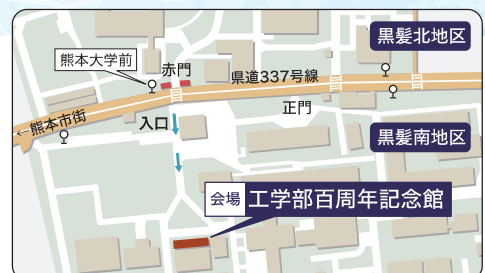 黒髪北地区
熊本大学前
赤門
県道337号線
正門
←熊本市街
入口
黒髪南地区
会場 工学部百周年記念館